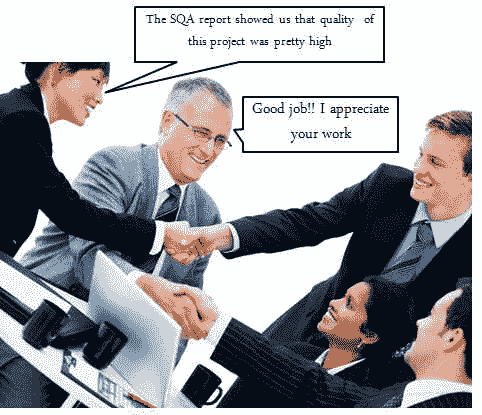 The SQA report showed us that quality of
this project was pretty high
Good job!! I appreciate
your work